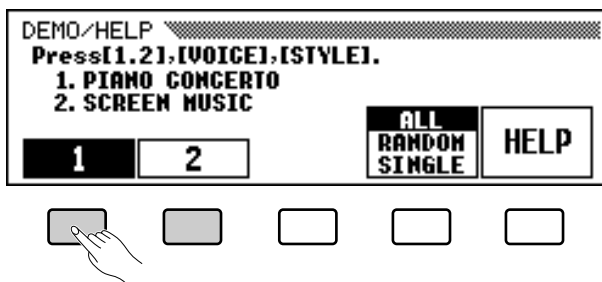 DEMO/HELP
Press[1.2],[VOICE],[STYLE].
1. PIANO CONCERTO
2. SCREEN MUSIC
1
2
ALL
RANDOM
SINGLE
HELP